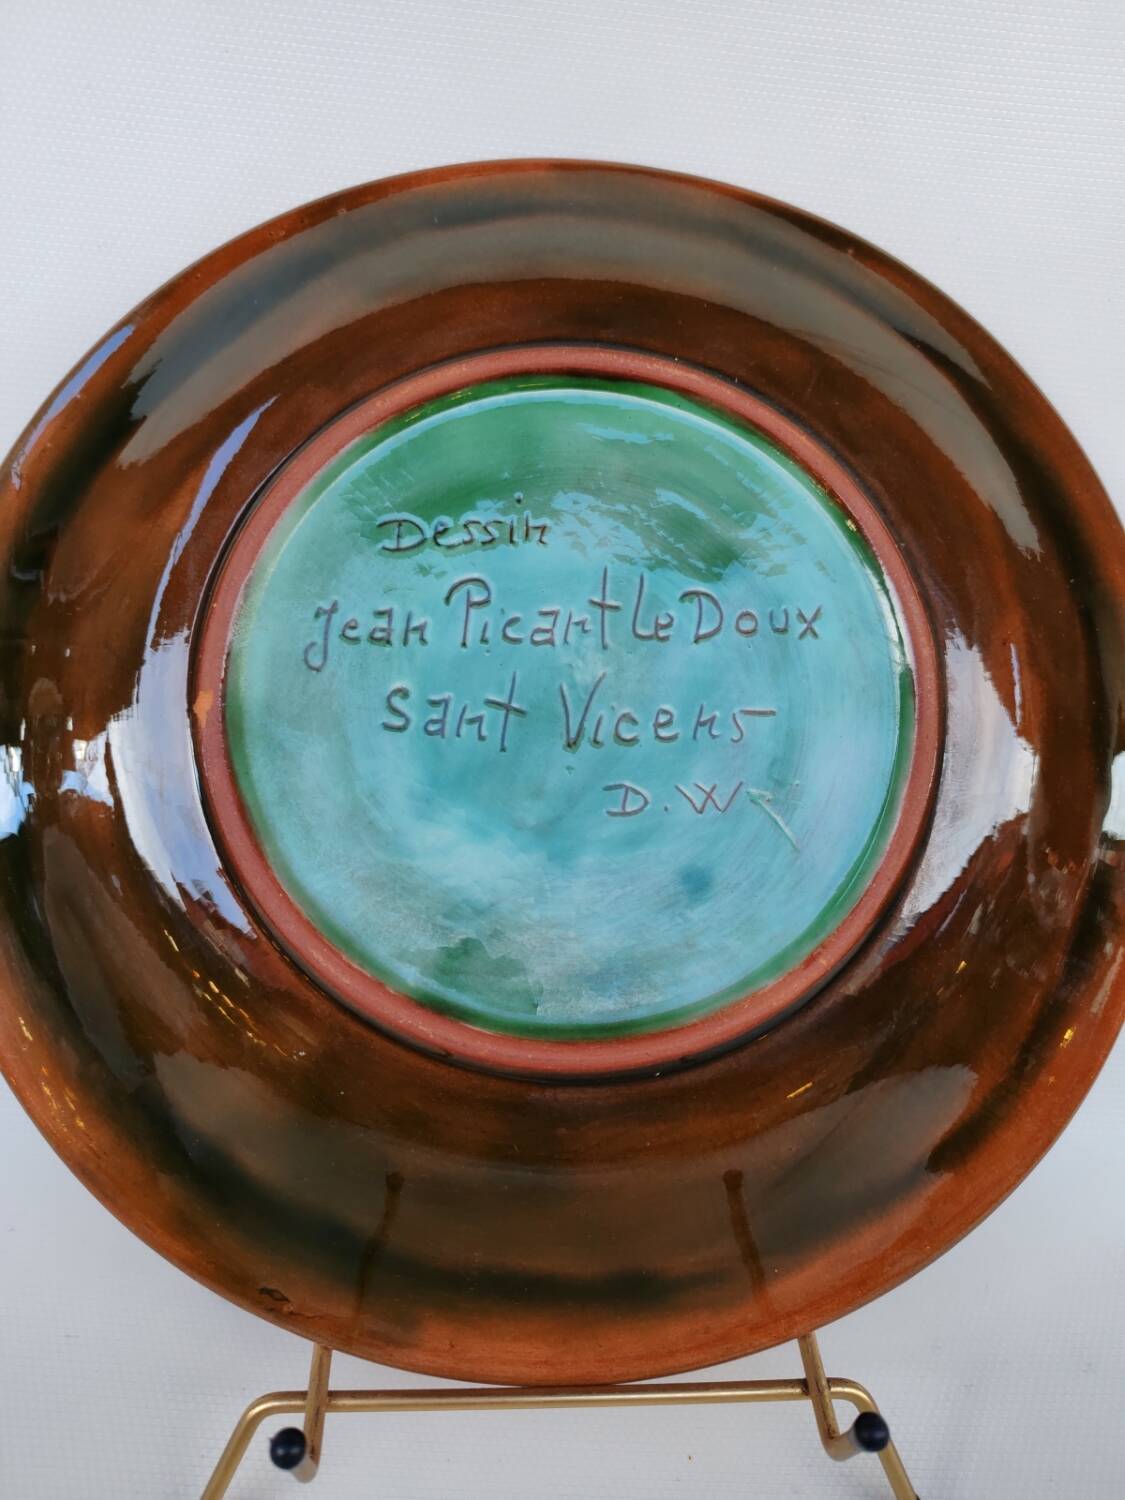 Dessin
Jean Picart Le Doux
Sant Vicens
D.W